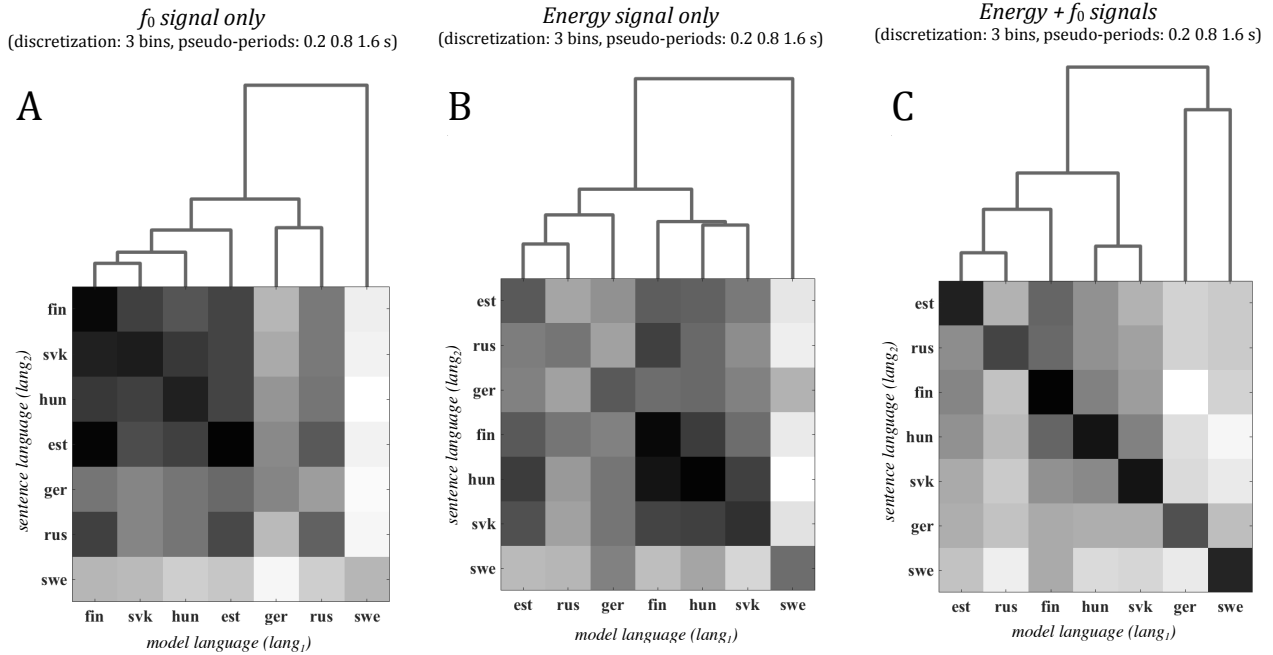 f₀ signal only
(discretization: 3 bins, pseudo-periods: 0.2 0.8 1.6 s)
A
sentence language (lang₂)
fin
svk
hun
est
ger
rus
swe
fin svk hun est ger rus swe
model language (lang₁)
Energy signal only
(discretization: 3 bins, pseudo-periods: 0.2 0.8 1.6 s)
B
sentence language (lang₂)
est
rus
ger
fin
hun
svk
swe
est rus ger fin hun svk swe
model language (lang₁)
Energy + f₀ signals
(discretization: 3 bins, pseudo-periods: 0.2 0.8 1.6 s)
C
sentence language (lang₂)
est
rus
fin
hun
svk
ger
swe
est rus fin hun svk ger swe
model language (lang₁)